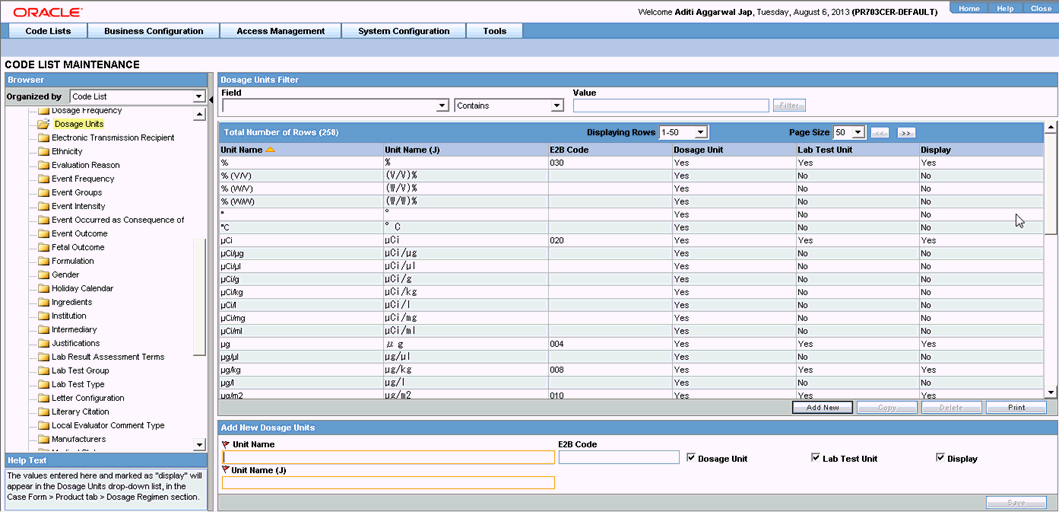 ORACLE
Welcome Aditi Aggarwal Jap, Tuesday, August 6, 2013 (PR703CER-DEFAULT)
Home Help Close
Code Lists Business Configuration Access Management System Configuration Tools
CODE LIST MAINTENANCE
Browser
Organized by Code List
Dosage Frequency
Dosage Units
Electronic Transmission Recipient
Ethnicity
Evaluation Reason
Event Frequency
Event Groups
Event Intensity
Event Occurred as Consequence of
Event Outcome
Fetal Outcome
Formulation
Gender
Holiday Calendar
Ingredients
Institution
Intermediary
Justifications
Lab Result Assessment Terms
Lab Test Group
Lab Test Type
Letter Configuration
Literary Citation
Local Evaluator Comment Type
Manufacturers
Help Text
The values entered here and marked as "display" will
appear in the Dosage Units drop-down list, in the
Case Form > Product tab > Dosage Regimen section.
Dosage Units Filter
Field Value
Contains Filter
Total Number of Rows (258) Displaying Rows 1-50 Page Size 50 << >>
Unit Name Unit Name (J) E2B Code Dosage Unit Lab Test Unit Display
% % 030 Yes Yes Yes
% (V/V) (V/V)% Yes No No
% (W/V) (W/V)% Yes No No
% (W/W) (W/W)% Yes No No
° ° Yes No No
°C ° C Yes No No
µCi µCi 020 Yes Yes Yes
µCi/µg µCi/µg Yes No No
µCi/µl µCi/µl Yes No No
µCi/g µCi/g Yes No No
µCi/kg µCi/kg Yes No No
µCi/l µCi/l Yes No No
µCi/mg µCi/mg Yes No No
µCi/ml µCi/ml Yes No No
µg μg 004 Yes Yes Yes
µg/µl µg/µl Yes No No
µg/kg µg/kg 008 Yes Yes Yes
µg/l µg/l Yes No No
µg/m2 µg/m2 010 Yes Yes Yes
Add New Copy Delete Print
Add New Dosage Units
Unit Name E2B Code
Dosage Unit Lab Test Unit Display
Unit Name (J)
Save